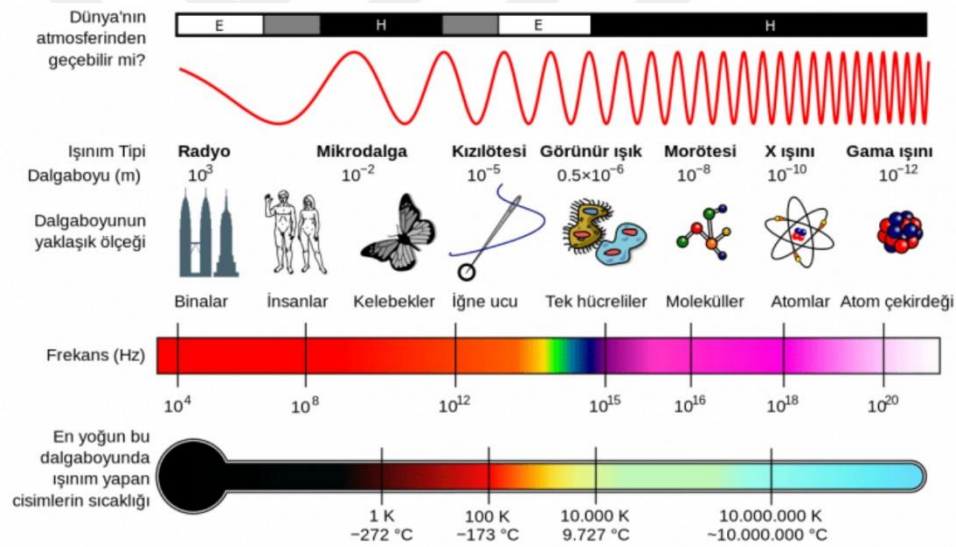 Dünya'nın
atmosferinden
geçebilir mi?
E H E H
Işınım Tipi Radyo Mikrodalga Kızılötesi Görünür ışık Morötesi X ışını Gama ışını
Dalgaboyu (m) 10³ 10⁻² 10⁻⁵ 0.5×10⁻⁶ 10⁻⁸ 10⁻¹⁰ 10⁻¹²
Dalgaboyunun
yaklaşık ölçeği
Binalar İnsanlar Kelebekler İğne ucu Tek hücreliler Moleküller Atomlar Atom çekirdeği
Frekans (Hz)
10⁴ 10⁸ 10¹² 10¹⁵ 10¹⁶ 10¹⁸ 10²⁰
En yoğun bu
dalgaboyunda
ışınım yapan
cisimlerin sıcaklığı
1 K 100 K 10.000 K 10.000.000 K
−272 °C −173 °C 9.727 °C ~10.000.000 °C